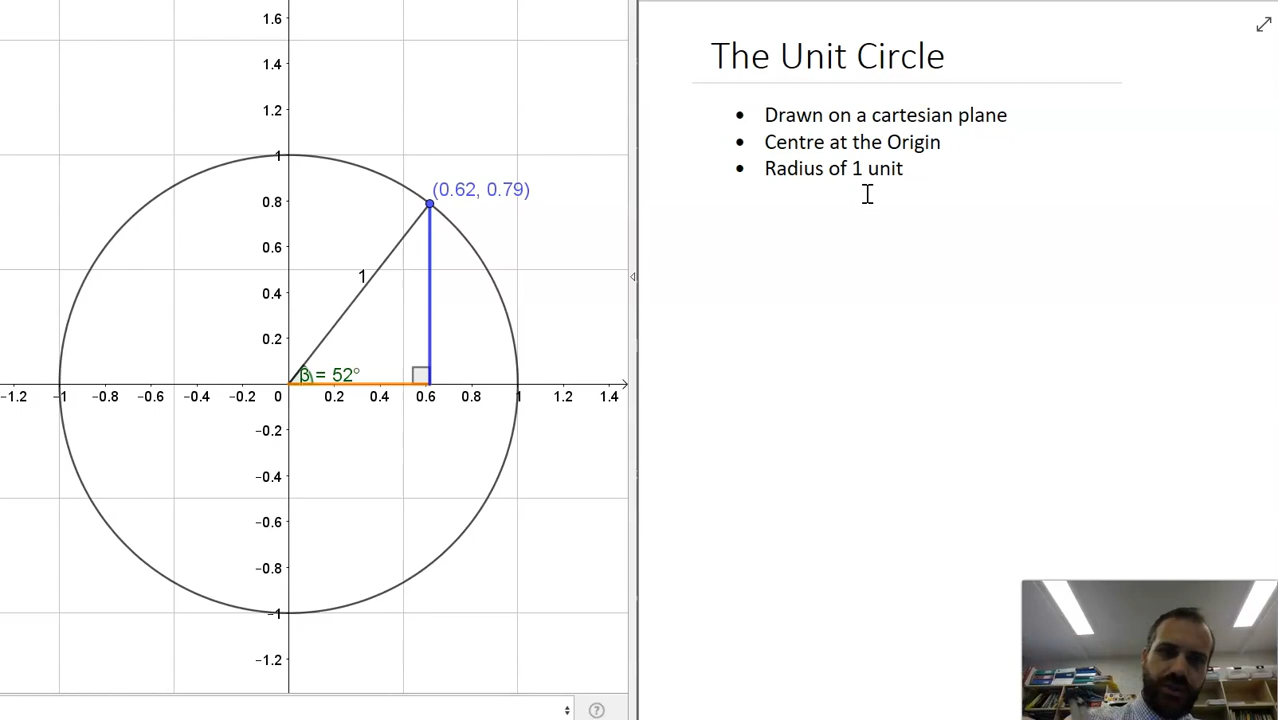 The Unit Circle
• Drawn on a cartesian plane
• Centre at the Origin
• Radius of 1 unit
1.6
1.4
1.2
1
0.8
(0.62, 0.79)
0.6
1
0.4
0.2
β = 52°
−1.2 −1 −0.8 −0.6 −0.4 −0.2 0 0.2 0.4 0.6 0.8 1 1.2 1.4
−0.2
−0.4
−0.6
−0.8
−1
−1.2
?